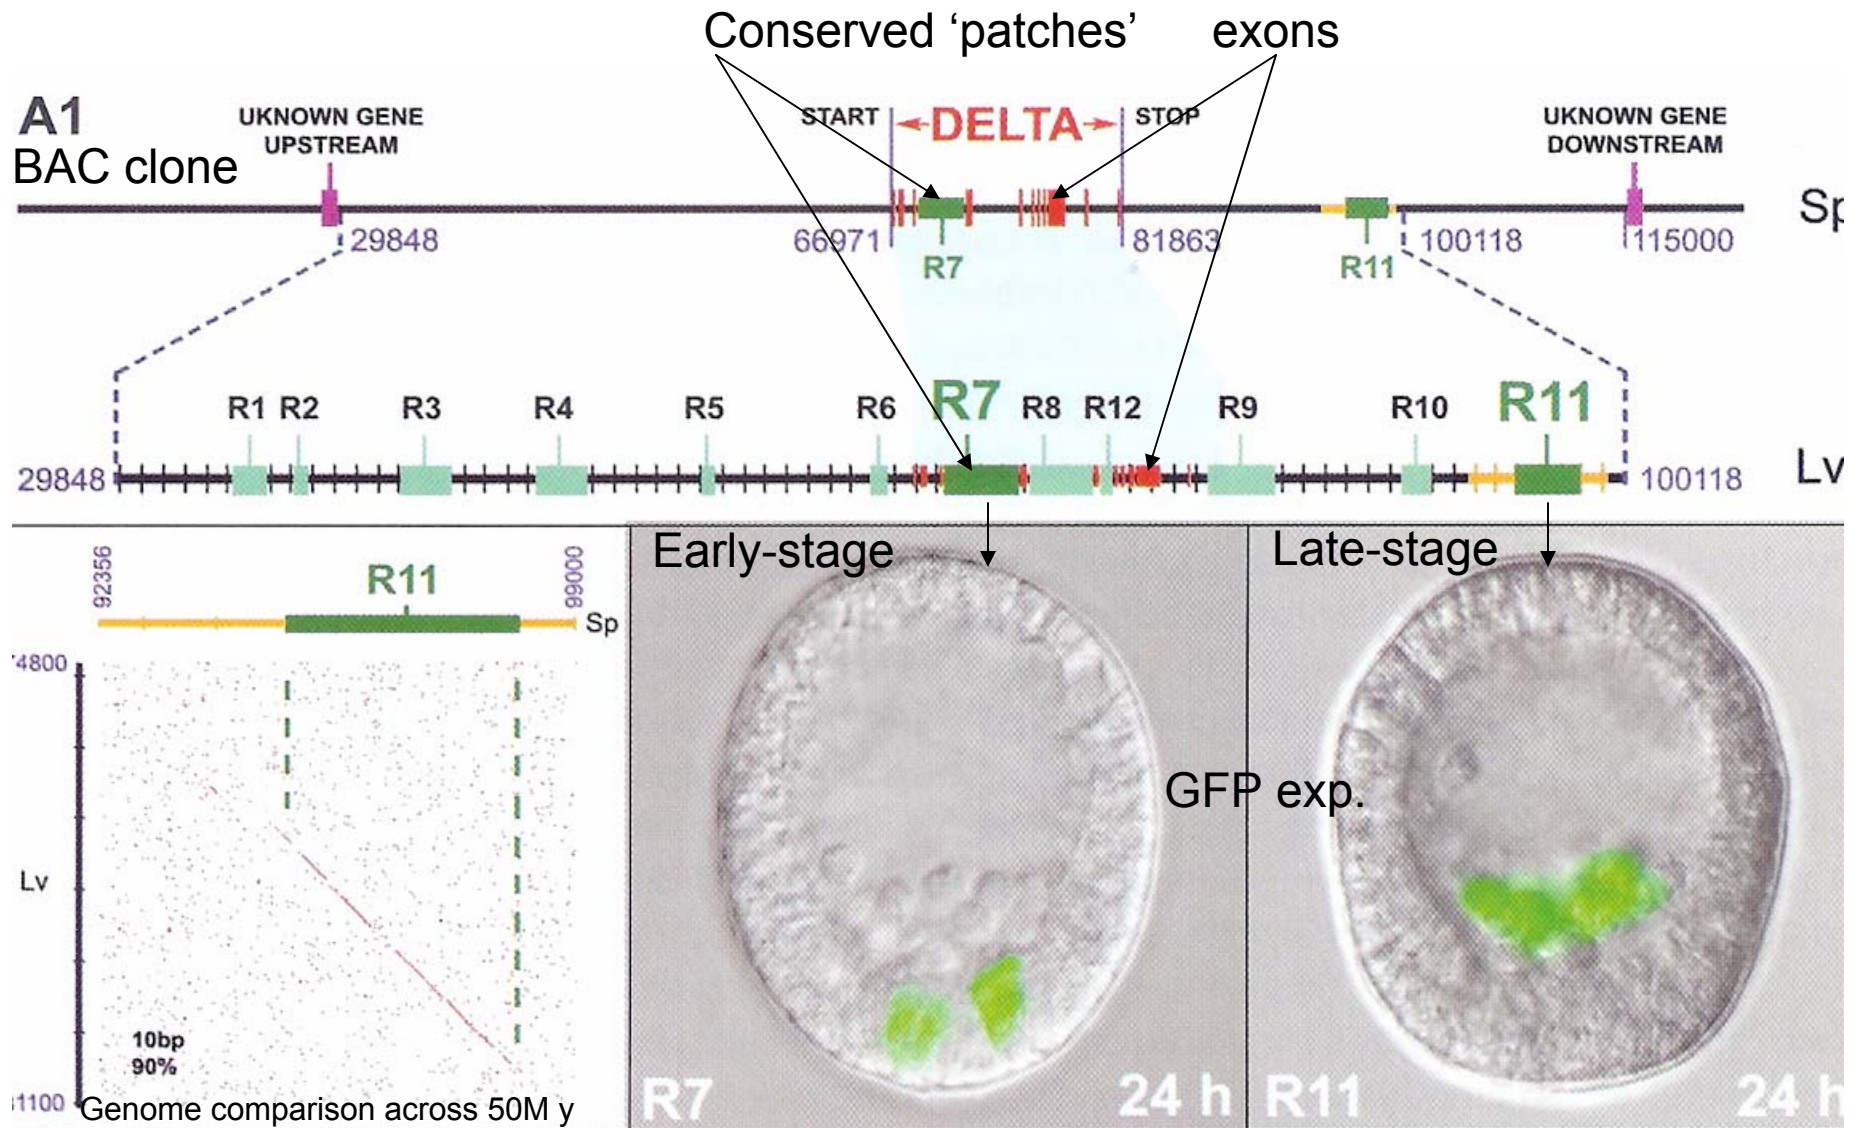 Conserved ‘patches’ exons
A1
BAC clone
UKNOWN GENE
UPSTREAM
START
DELTA
STOP
UKNOWN GENE
DOWNSTREAM
Sp
29848
66971
81863
100118
115000
R7
R11
R1 R2 R3 R4 R5 R6 R7 R8 R12 R9 R10 R11
29848
100118
Lv
92356
R11
99000
Sp
4800
Lv
10bp
90%
1100
Genome comparison across 50M y
Early-stage
R7
24 h
GFP exp.
Late-stage
R11
24 h